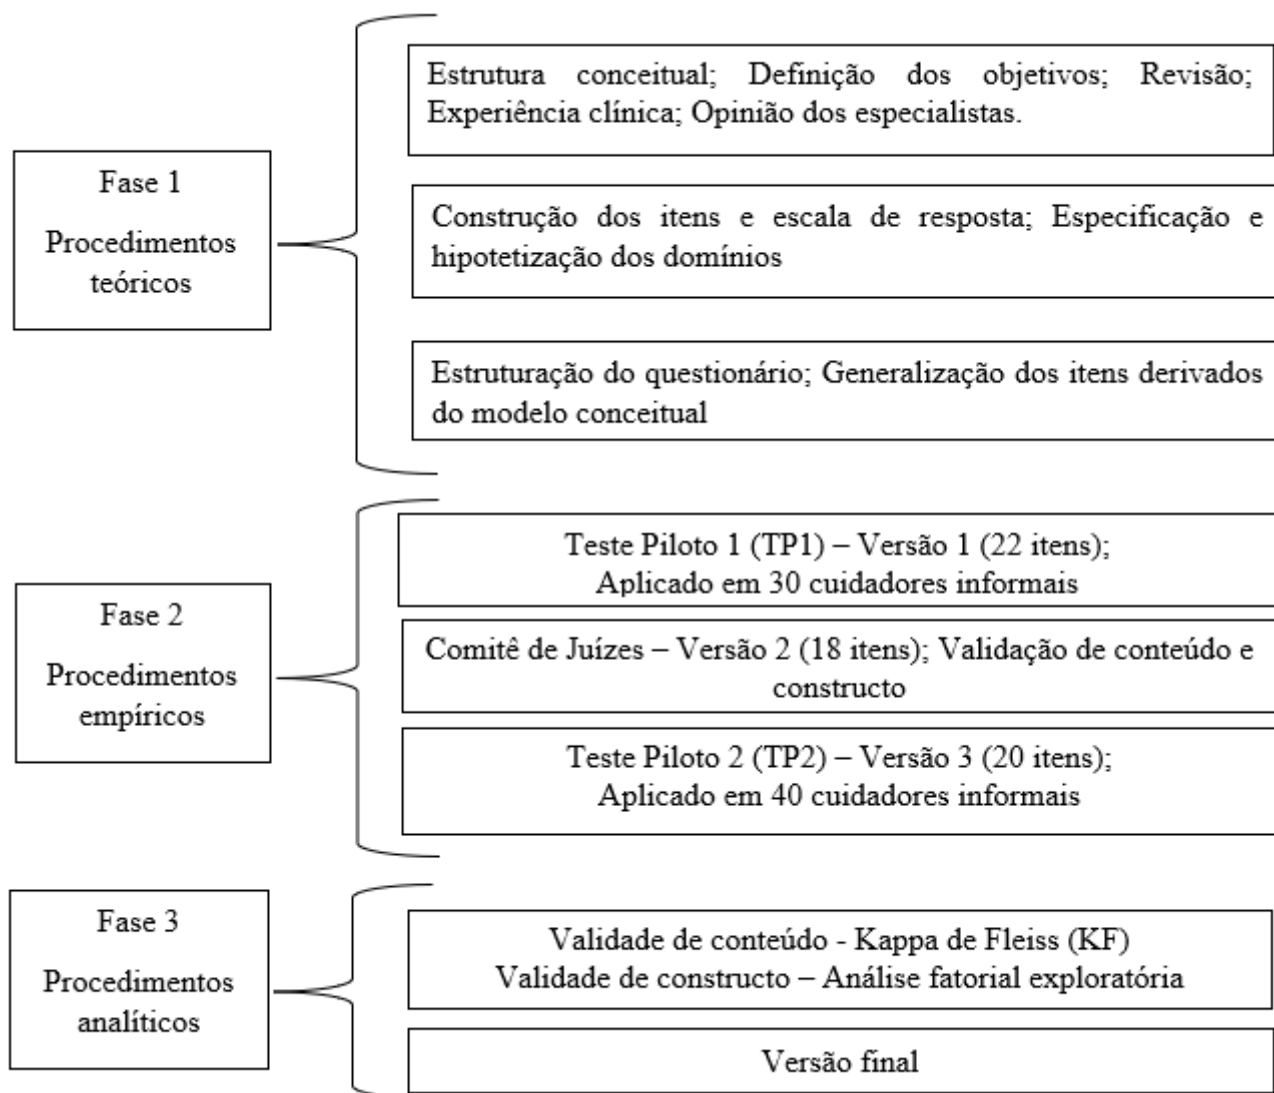 Fase 1
Procedimentos
teóricos
Estrutura conceitual; Definição dos objetivos; Revisão;
Experiência clínica; Opinião dos especialistas.
Construção dos itens e escala de resposta; Especificação e
hipotetização dos domínios
Estruturação do questionário; Generalização dos itens derivados
do modelo conceitual
Fase 2
Procedimentos
empíricos
Teste Piloto 1 (TP1) – Versão 1 (22 itens);
Aplicado em 30 cuidadores informais
Comitê de Juízes – Versão 2 (18 itens); Validação de conteúdo e
constructo
Teste Piloto 2 (TP2) – Versão 3 (20 itens);
Aplicado em 40 cuidadores informais
Fase 3
Procedimentos
analíticos
Validade de conteúdo - Kappa de Fleiss (KF)
Validade de constructo – Análise fatorial exploratória
Versão final